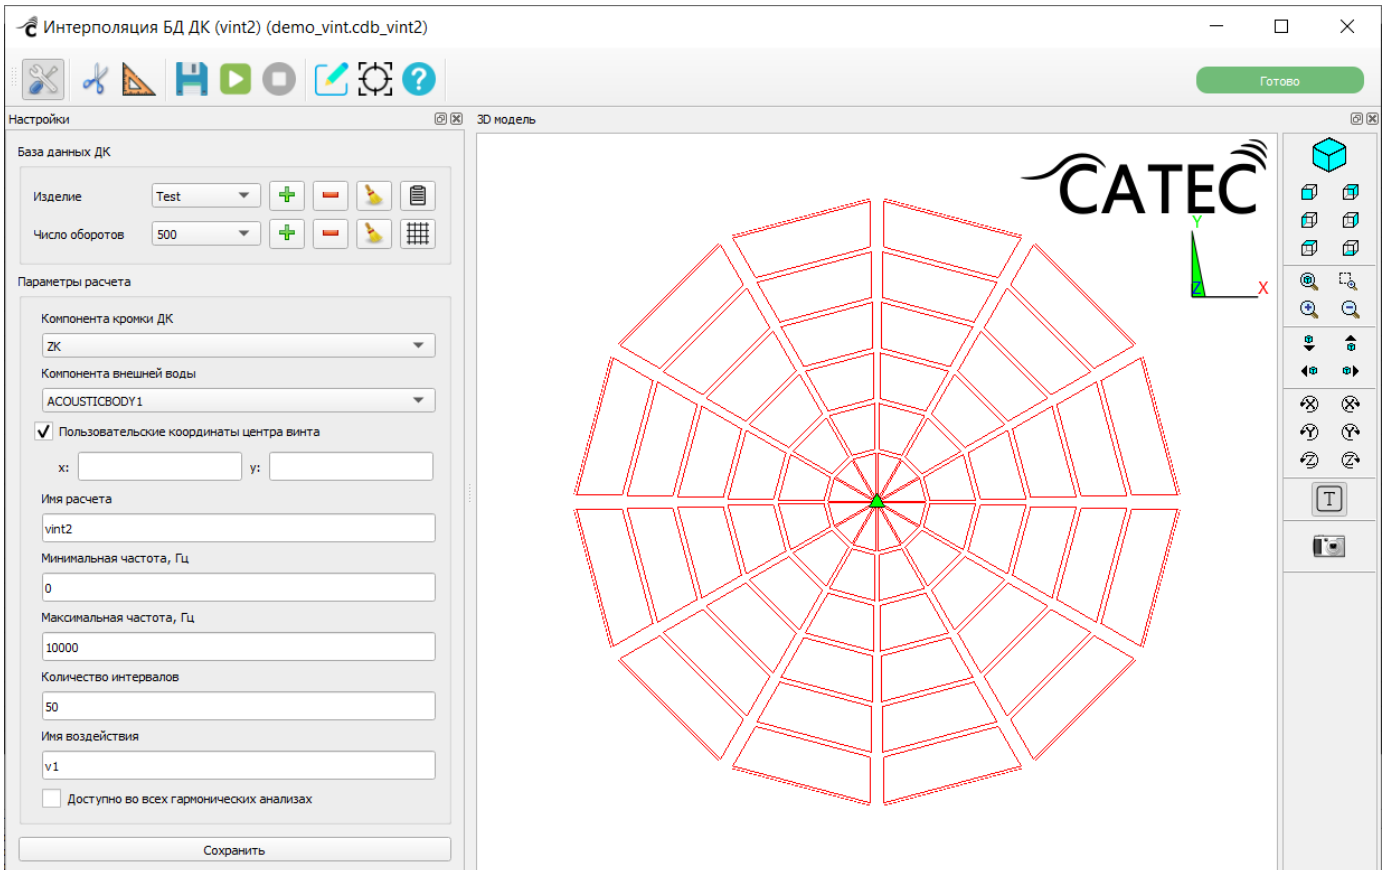 Интерполяция БД ДК (vint2) (demo_vint.cdb_vint2)
Готово
Настройки
3D модель
База данных ДК
Изделие
Test
Число оборотов
500
Параметры расчета
Компонента кромки ДК
ZK
Компонента внешней воды
ACOUSTICBODY1
Пользовательские координаты центра винта
x:
y:
Имя расчета
vint2
Минимальная частота, Гц
0
Максимальная частота, Гц
10000
Количество интервалов
50
Имя воздействия
v1
Доступно во всех гармонических анализах
Сохранить
CATEC
Y
Z
X
X
X
Y
Y
Z
Z
T